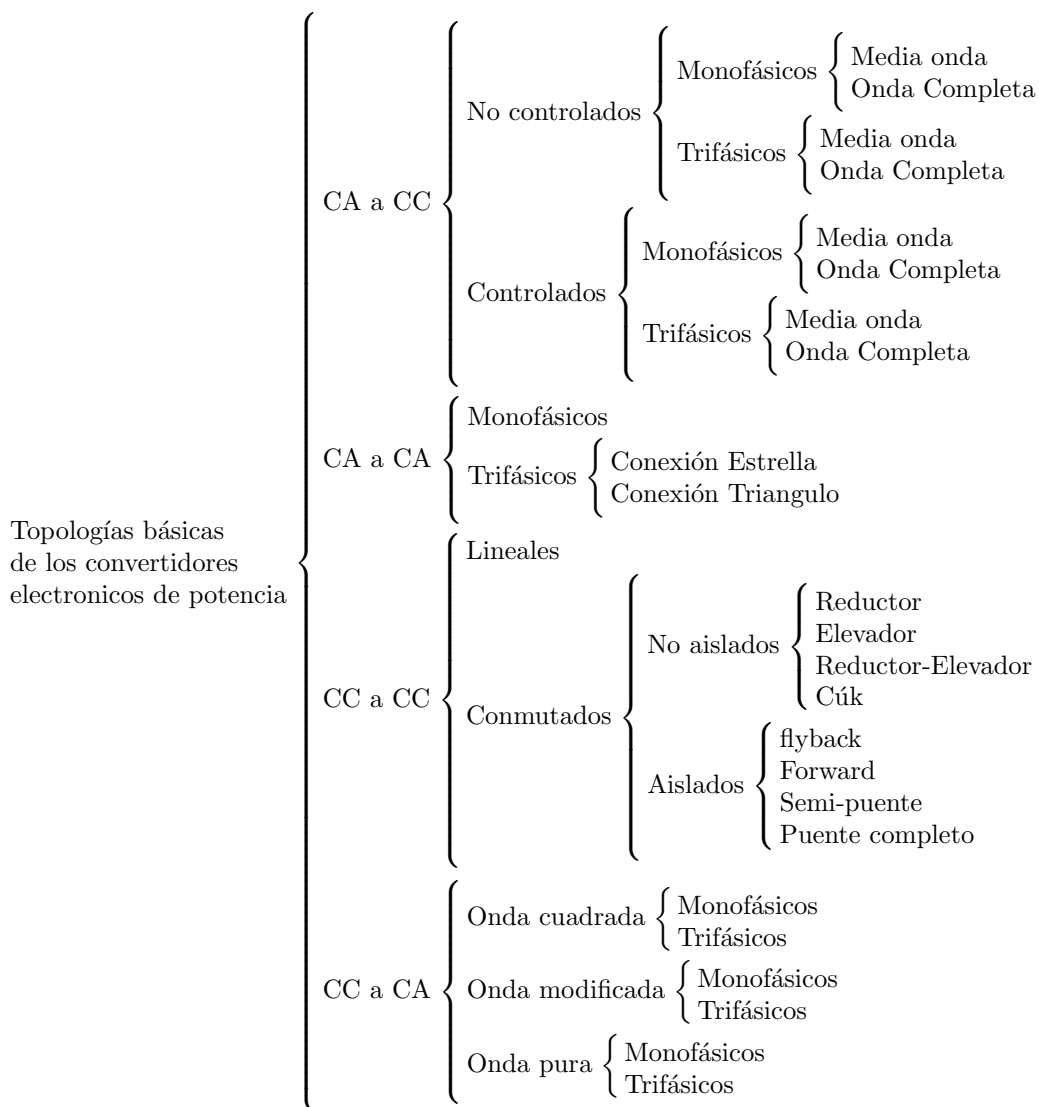 Topologías básicas
de los convertidores
electronicos de potencia
CA a CC
No controlados
Monofásicos
Media onda
Onda Completa
Trifásicos
Media onda
Onda Completa
Controlados
Monofásicos
Media onda
Onda Completa
Trifásicos
Media onda
Onda Completa
CA a CA
Monofásicos
Trifásicos
Conexión Estrella
Conexión Triangulo
CC a CC
Lineales
Conmutados
No aislados
Reductor
Elevador
Reductor-Elevador
Cúk
Aislados
flyback
Forward
Semi-puente
Puente completo
CC a CA
Onda cuadrada
Monofásicos
Trifásicos
Onda modificada
Monofásicos
Trifásicos
Onda pura
Monofásicos
Trifásicos